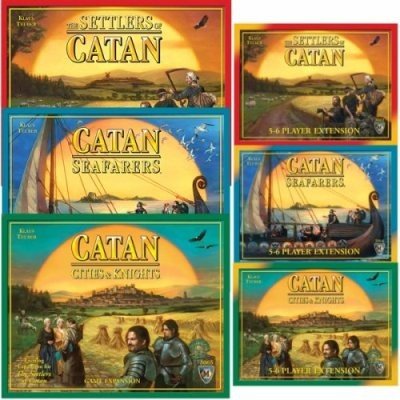 KLAUS
TEUBER
THE SETTLERS OF
CATAN
KLAUS
TEUBER
CATAN
SEAFARERS
KLAUS
TEUBER
CATAN
CITIES & KNIGHTS
GAME EXPANSION
KLAUS
TEUBER
THE SETTLERS OF
CATAN
5-6 PLAYER EXTENSION
KLAUS
TEUBER
CATAN
SEAFARERS
5-6 PLAYER EXTENSION
KLAUS
TEUBER
CATAN
CITIES & KNIGHTS
5-6 PLAYER EXTENSION